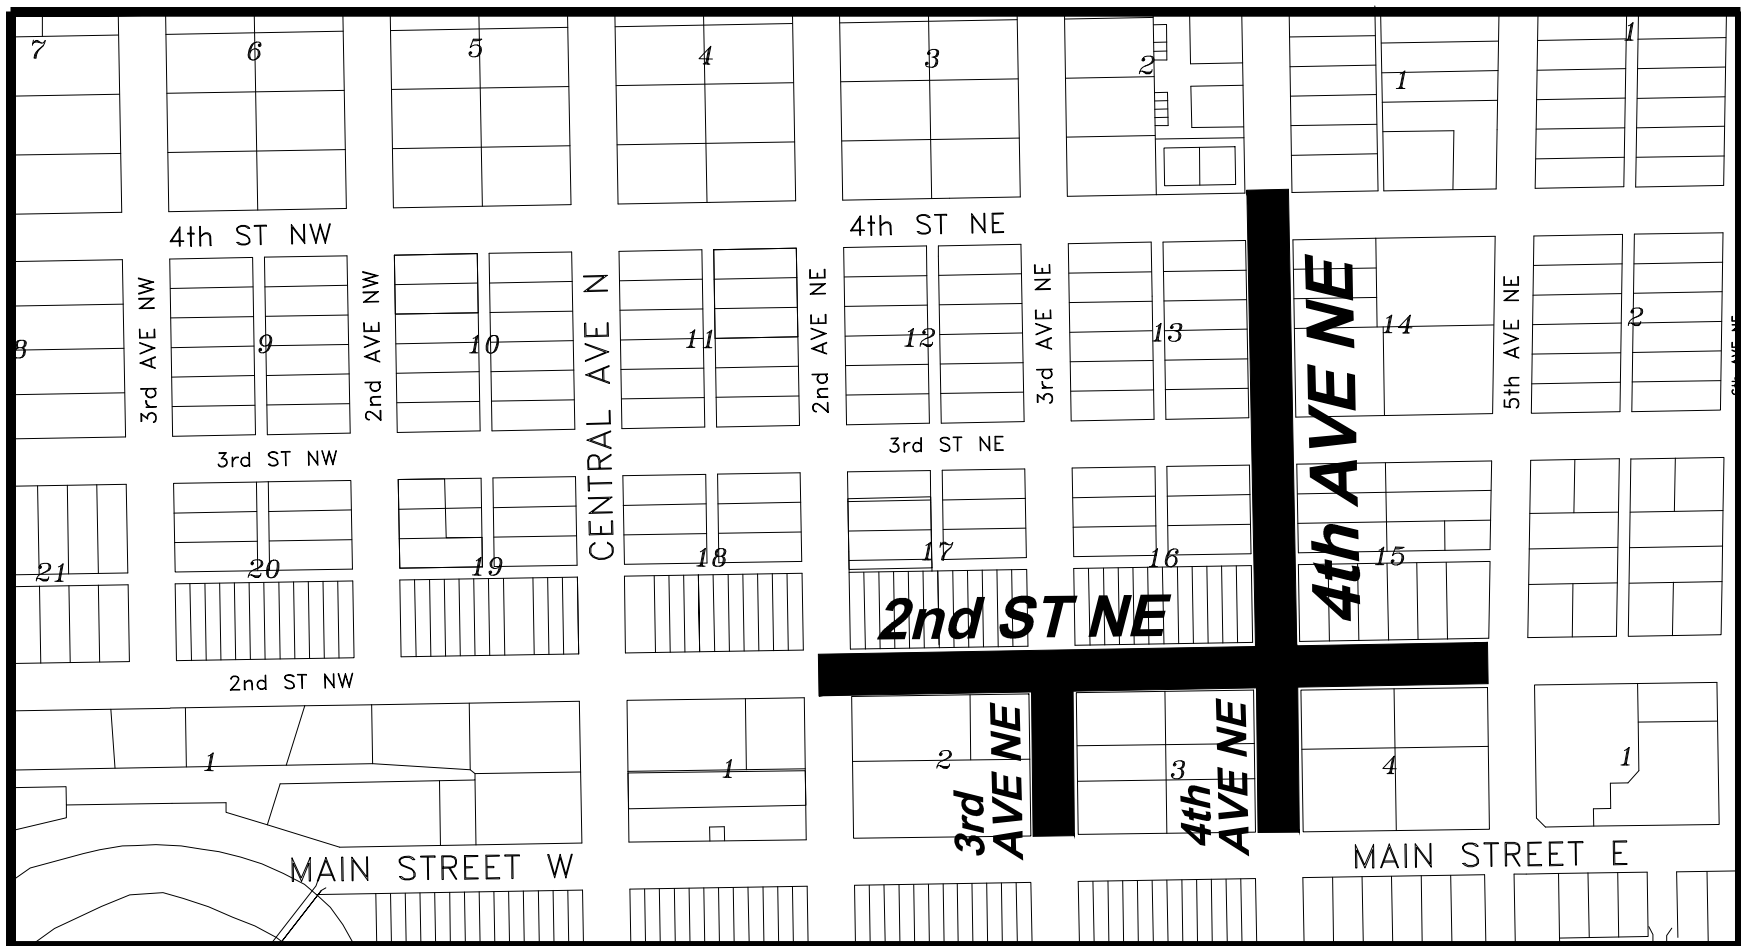 7 6 5 4 3 2 1 1
4th ST NW
4th ST NE
3rd AVE NW
2nd AVE NW
CENTRAL AVE N
2nd AVE NE
3rd AVE NE
4th AVE NE
5th AVE NE
8 9 10 11 12 13 14 2
3rd ST NW
3rd ST NE
21 20 19 18 17 16 15
2nd ST NE
2nd ST NW
3rd
AVE NE
4th
AVE NE
1 1 2 3 4 1
MAIN STREET W
MAIN STREET E